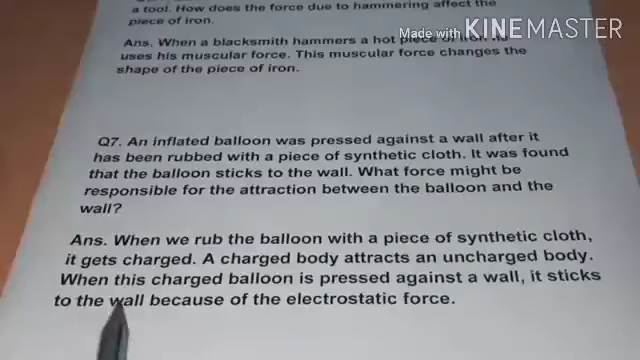 a tool. How does the force due to hammering affect the
piece of iron.
Made with KINEMASTER
Ans. When a blacksmith hammers a hot piece of iron he
uses his muscular force. This muscular force changes the
shape of the piece of iron.
Q7. An inflated balloon was pressed against a wall after it
has been rubbed with a piece of synthetic cloth. It was found
that the balloon sticks to the wall. What force might be
responsible for the attraction between the balloon and the
wall?
Ans. When we rub the balloon with a piece of synthetic cloth,
it gets charged. A charged body attracts an uncharged body.
When this charged balloon is pressed against a wall, it sticks
to the wall because of the electrostatic force.